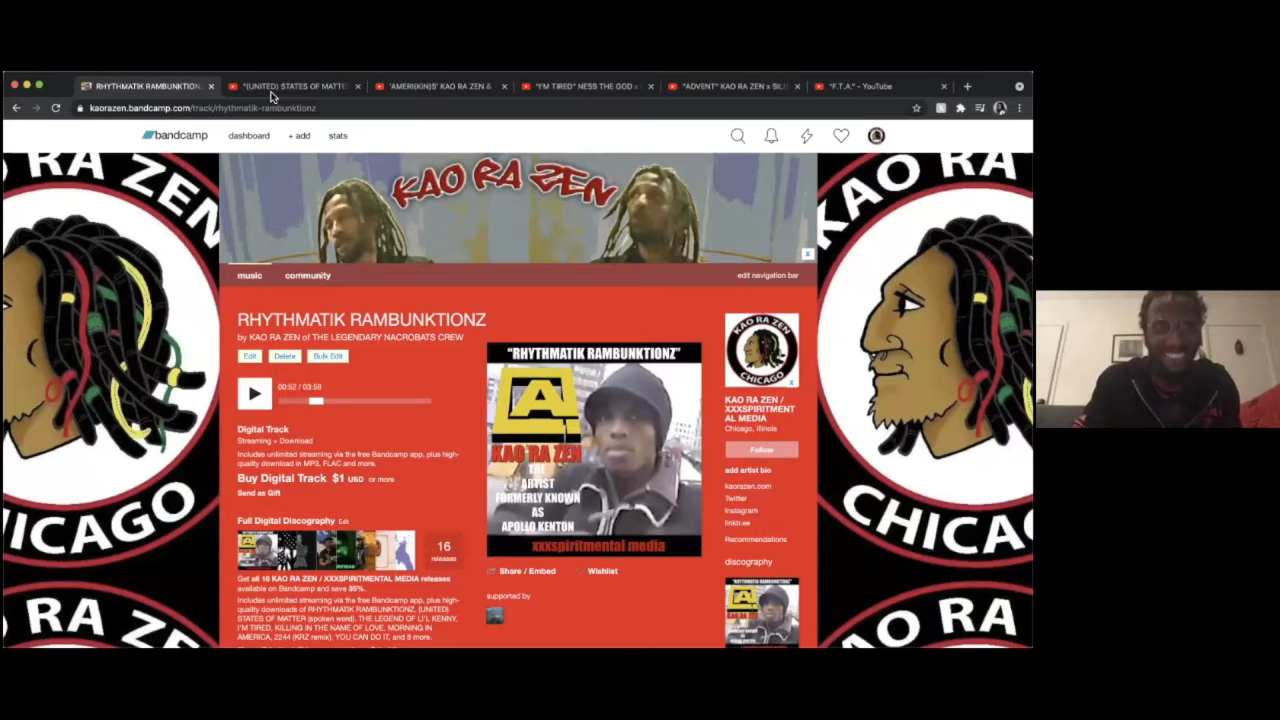 RHYTHMATIK RAMBUNKTION
"(UNITED) STATES OF MATTE
'AMERI(KIN)S' KAO RA ZEN &
"I'M TIRED" NESS THE GOD x
"ADVENT" KAO RA ZEN x SILI
"F.T.A." - YouTube
kaorazen.bandcamp.com/track/rhythmatik-rambunktionz
bandcamp
dashboard
+ add
stats
KAO RA ZEN
music
community
edit navigation bar
RHYTHMATIK RAMBUNKTIONZ
by KAO RA ZEN of THE LEGENDARY NACROBATS CREW
Edit
Delete
Bulk Edit
00:52 / 03:58
Digital Track
Streaming + Download
Includes unlimited streaming via the free Bandcamp app, plus high-
quality download in MP3, FLAC and more.
Buy Digital Track $1 USD or more
Send as Gift
Full Digital Discography Edit
16
releases
Get all 16 KAO RA ZEN / XXXSPIRITMENTAL MEDIA releases
available on Bandcamp and save 35%.
Includes unlimited streaming via the free Bandcamp app, plus high-
quality downloads of RHYTHMATIK RAMBUNKTIONZ, (UNITED)
STATES OF MATTER (spoken word), THE LEGEND OF LI'L KENNY,
I'M TIRED, KILLING IN THE NAME OF LOVE, MORNING IN
AMERICA, 2244 (KRZ remix), YOU CAN DO IT, and 8 more.
"RHYTHMATIK RAMBUNKTIONZ"
KAO RA ZEN
THE
ARTIST
FORMERLY KNOWN
AS
APOLLO KENTON
xxxspiritmental media
Share / Embed
Wishlist
supported by
KAO RA ZEN
CHICAGO
KAO RA ZEN /
XXXSPIRITMENT
AL MEDIA
Chicago, Illinois
Follow
add artist bio
kaorazen.com
Twitter
Instagram
linktr.ee
Recommendations
discography
"RHYTHMATIK RAMBUNKTIONZ"
RA ZEN
ICAGO
RA ZEN
KAO RA
CHICAG
KAO RA